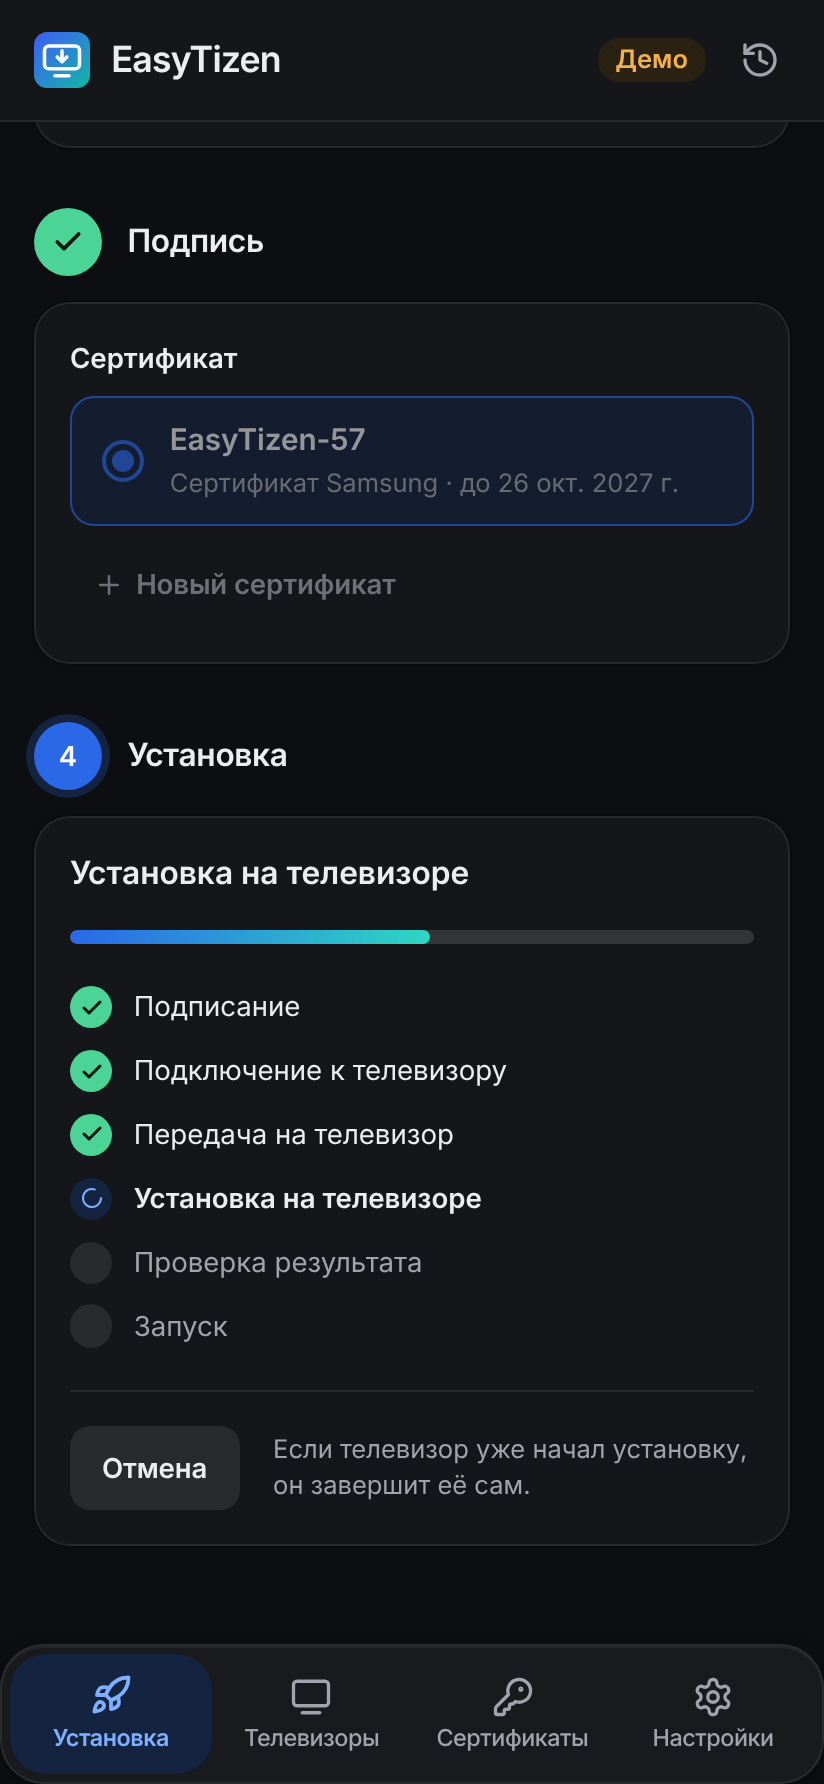 EasyTizen
Демо
Подпись
Сертификат
EasyTizen-57
Сертификат Samsung · до 26 окт. 2027 г.
+ Новый сертификат
4 Установка
Установка на телевизоре
Подписание
Подключение к телевизору
Передача на телевизор
Установка на телевизоре
Проверка результата
Запуск
Отмена
Если телевизор уже начал установку,
он завершит её сам.
Установка
Телевизоры
Сертификаты
Настройки